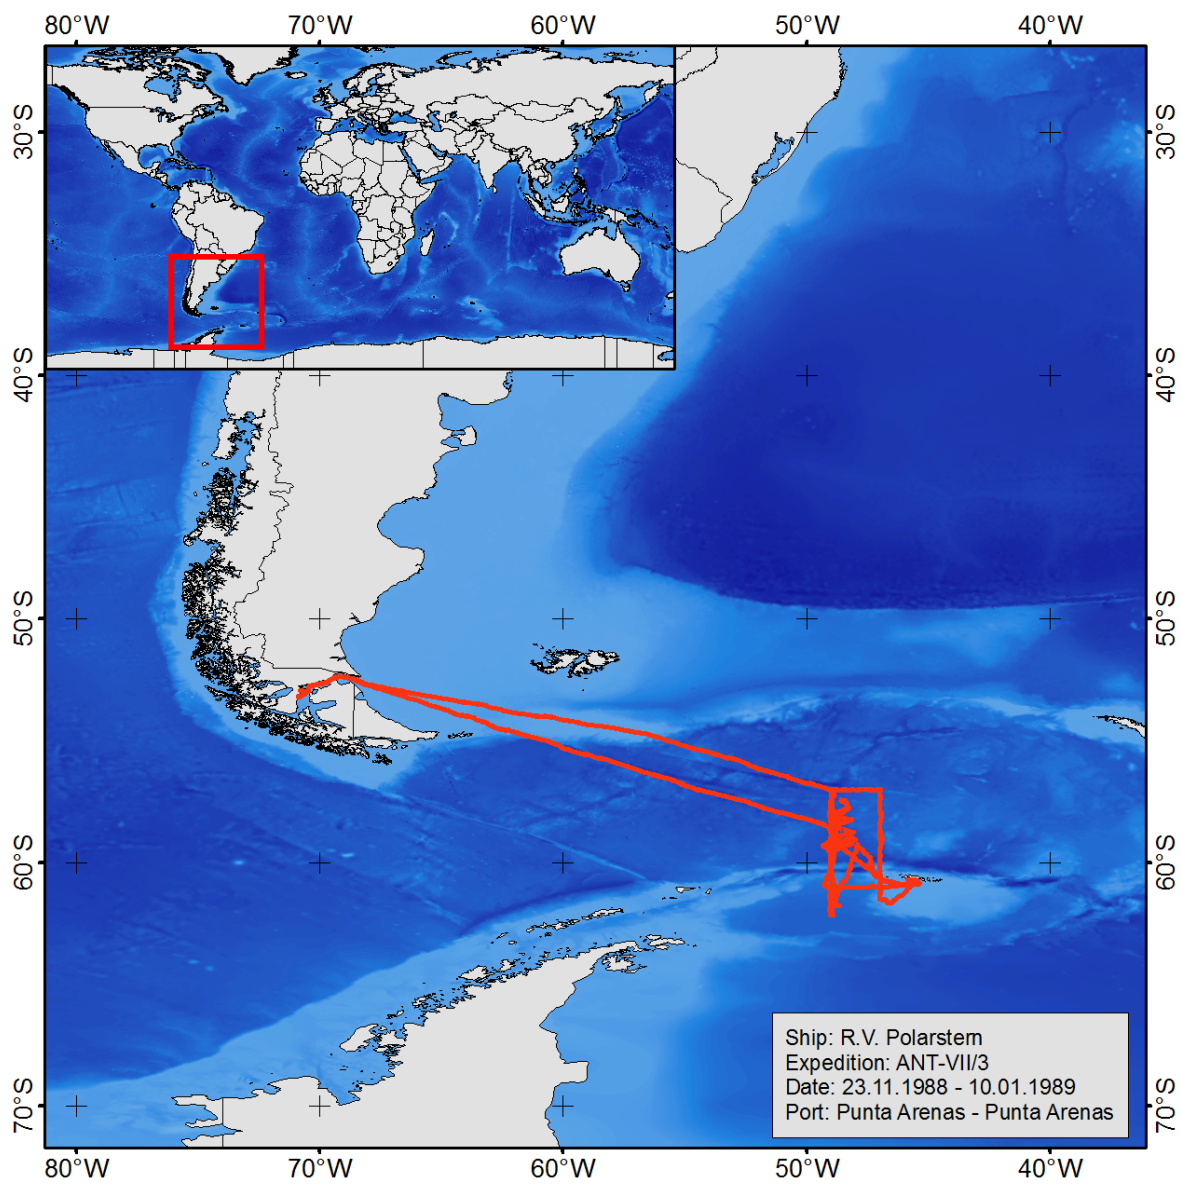 80°W 70°W 60°W 50°W 40°W
30°S 30°S
40°S 40°S
50°S 50°S
60°S 60°S
Ship: R.V. Polarstern
Expedition: ANT-VII/3
Date: 23.11.1988 - 10.01.1989
Port: Punta Arenas - Punta Arenas
70°S 70°S
80°W 70°W 60°W 50°W 40°W